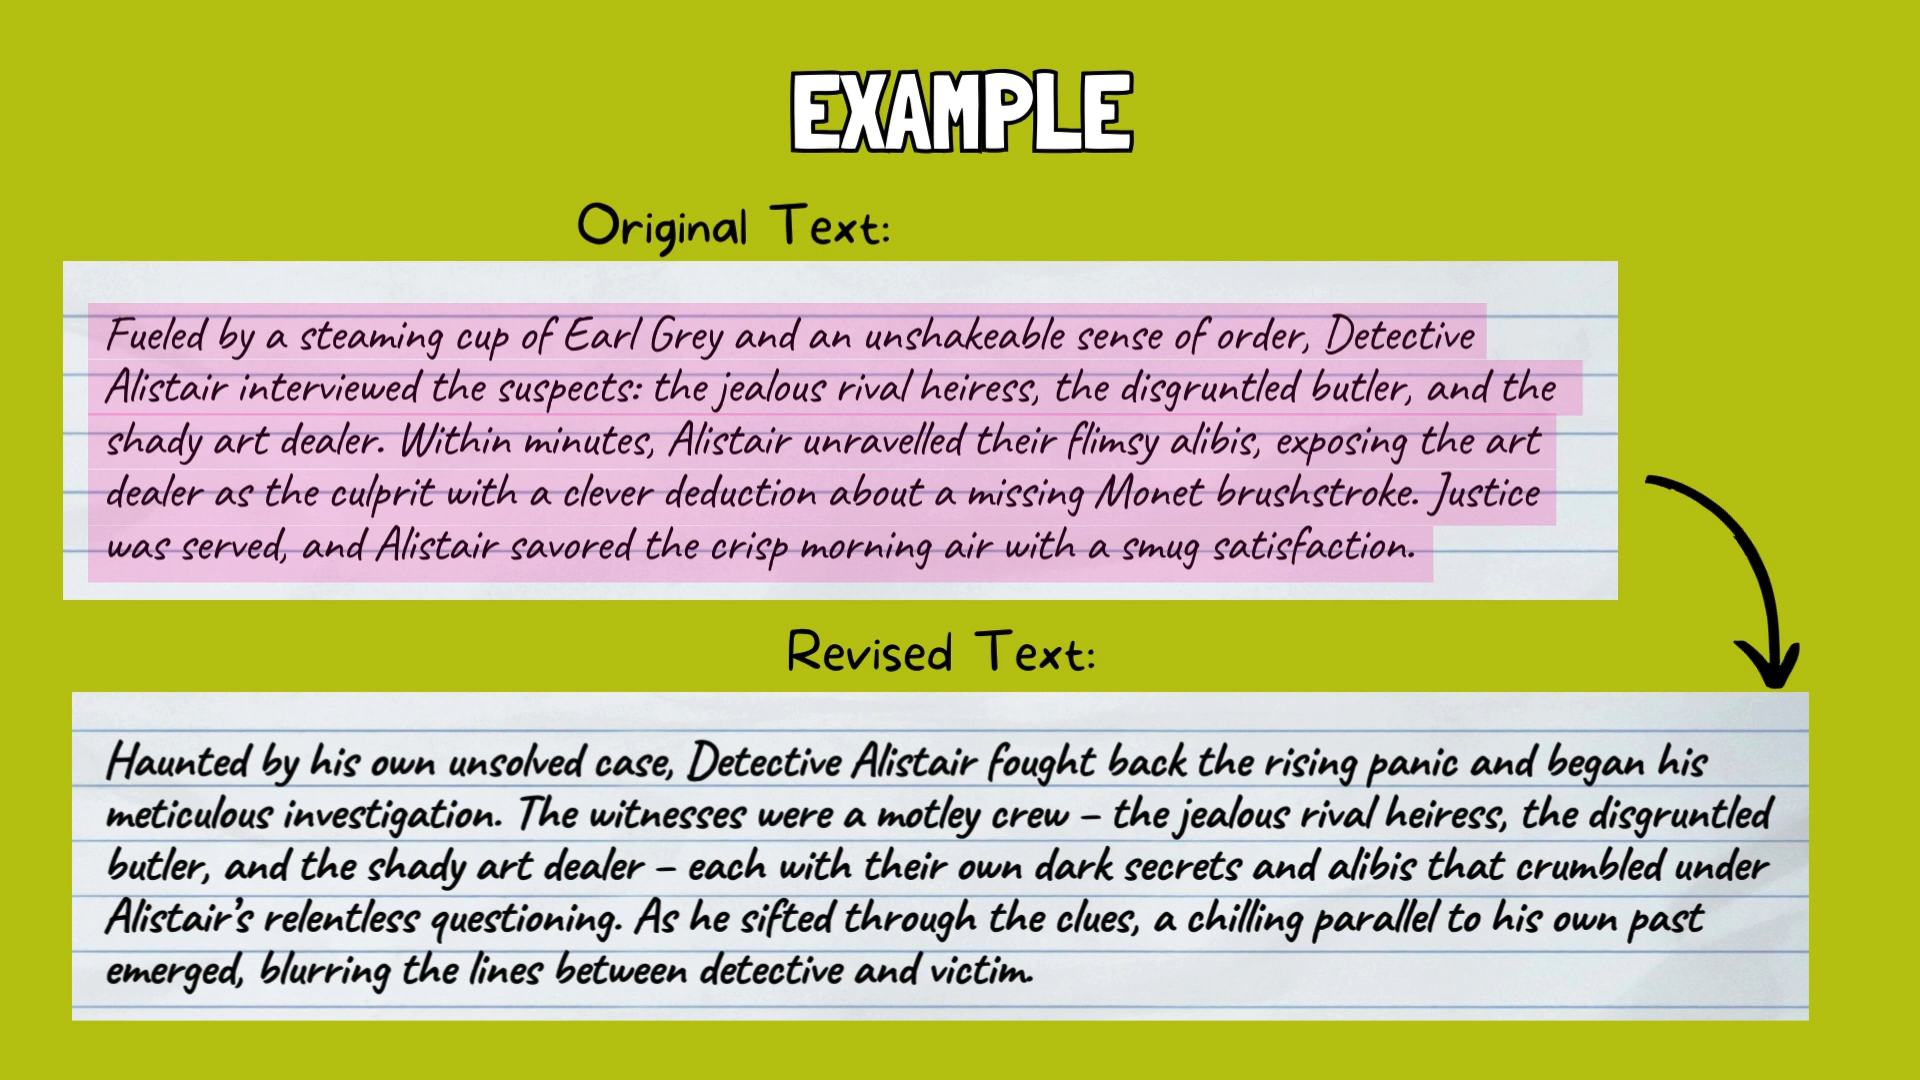 EXAMPLE
Original Text:
Fueled by a steaming cup of Earl Grey and an unshakeable sense of order, Detective
Alistair interviewed the suspects: the jealous rival heiress, the disgruntled butler, and the
shady art dealer. Within minutes, Alistair unravelled their flimsy alibis, exposing the art
dealer as the culprit with a clever deduction about a missing Monet brushstroke. Justice
was served, and Alistair savored the crisp morning air with a smug satisfaction.
Revised Text:
Haunted by his own unsolved case, Detective Alistair fought back the rising panic and began his
meticulous investigation. The witnesses were a motley crew – the jealous rival heiress, the disgruntled
butler, and the shady art dealer – each with their own dark secrets and alibis that crumbled under
Alistair’s relentless questioning. As he sifted through the clues, a chilling parallel to his own past
emerged, blurring the lines between detective and victim.